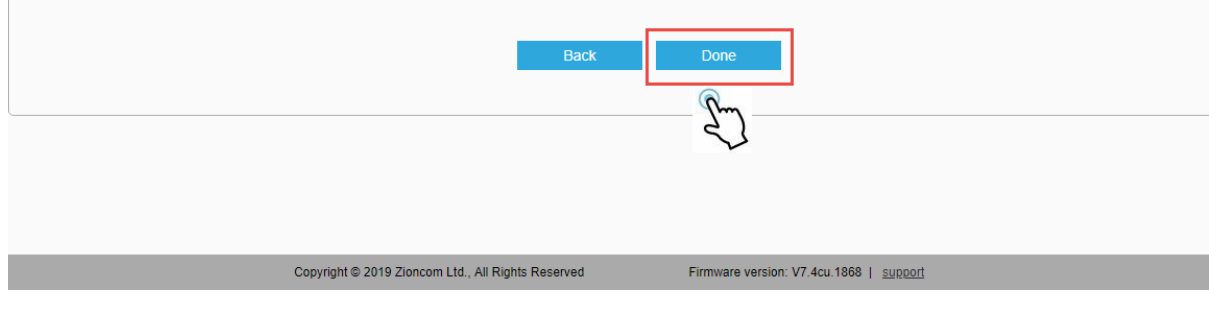 Back Done
Copyright © 2019 Zioncom Ltd., All Rights Reserved Firmware version: V7.4cu.1868 | support